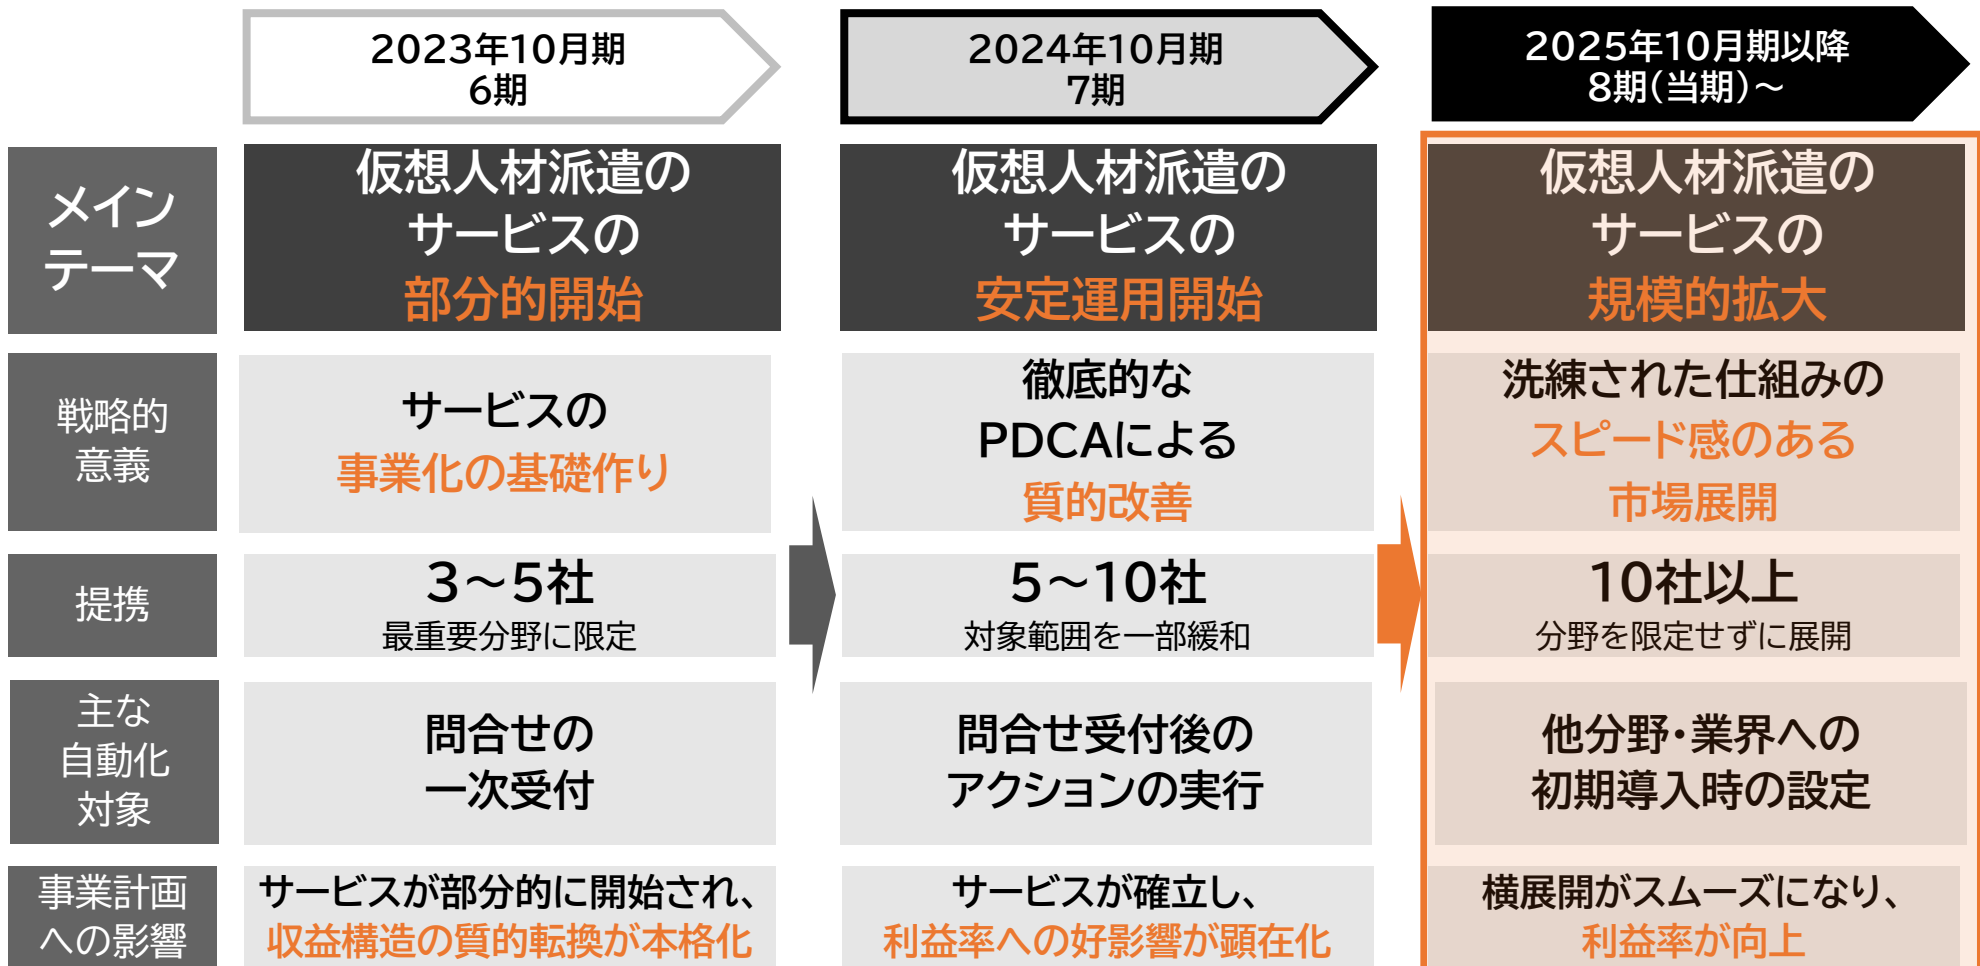 2023年10月期
6期
2024年10月期
7期
2025年10月期以降
8期(当期)～
メイン
テーマ
仮想人材派遣の
サービスの
部分的開始
仮想人材派遣の
サービスの
安定運用開始
仮想人材派遣の
サービスの
規模的拡大
戦略的
意義
サービスの
事業化の基礎作り
徹底的な
PDCAによる
質的改善
洗練された仕組みの
スピード感のある
市場展開
提携
3～5社
最重要分野に限定
5～10社
対象範囲を一部緩和
10社以上
分野を限定せずに展開
主な
自動化
対象
問合せの
一次受付
問合せ受付後の
アクションの実行
他分野・業界への
初期導入時の設定
事業計画
への影響
サービスが部分的に開始され、
収益構造の質的転換が本格化
サービスが確立し、
利益率への好影響が顕在化
横展開がスムーズになり、
利益率が向上